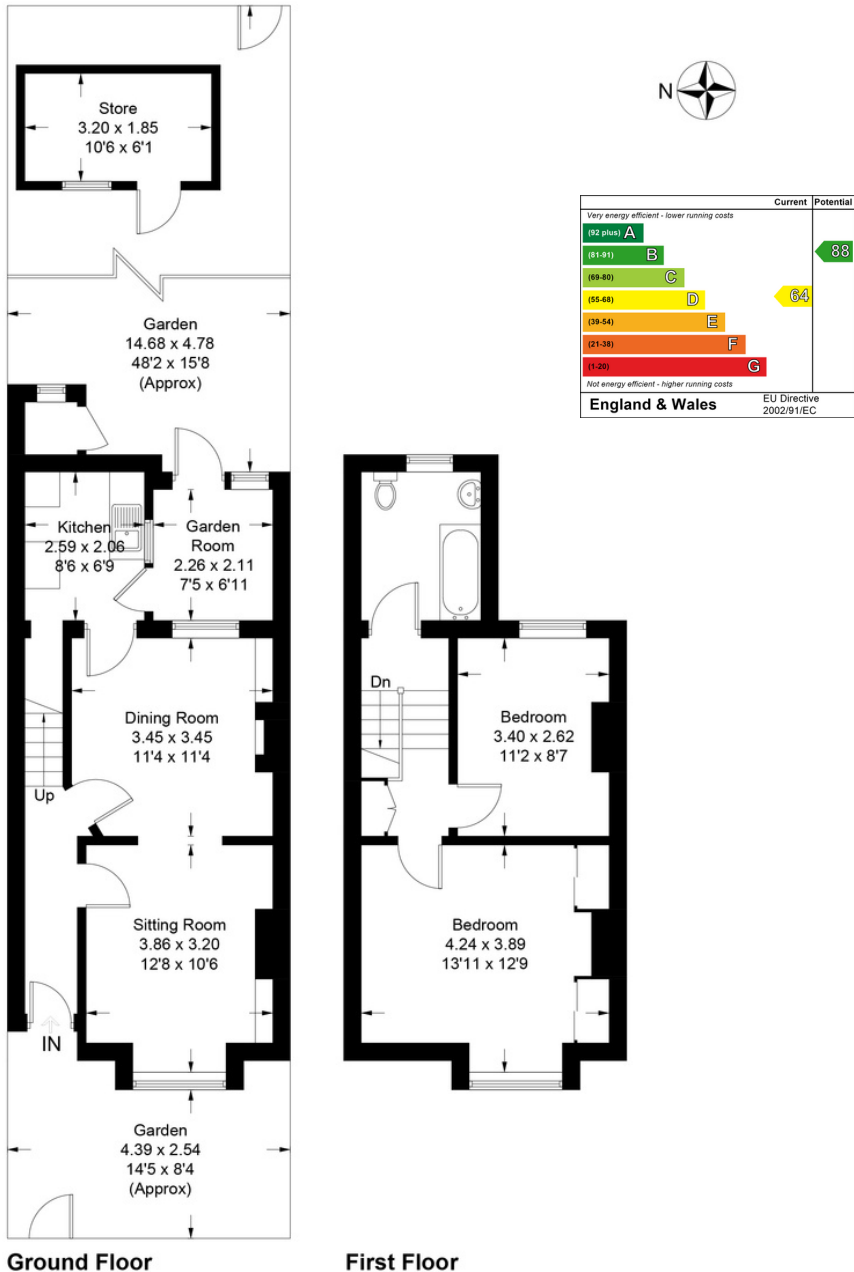 Store
3.20 x 1.85
10'6 x 6'1
N
Current Potential
Very energy efficient - lower running costs
(92 plus) A
(81-91) B
88
(69-80) C
(55-68) D
64
(39-54) E
(21-38) F
(1-20) G
Not energy efficient - higher running costs
England & Wales
EU Directive
2002/91/EC
Garden
14.68 x 4.78
48'2 x 15'8
(Approx)
Kitchen
2.59 x 2.06
8'6 x 6'9
Garden
Room
2.26 x 2.11
7'5 x 6'11
Dining Room
3.45 x 3.45
11'4 x 11'4
Up
Sitting Room
3.86 x 3.20
12'8 x 10'6
IN
Garden
4.39 x 2.54
14'5 x 8'4
(Approx)
Ground Floor
Dn
Bedroom
3.40 x 2.62
11'2 x 8'7
Bedroom
4.24 x 3.89
13'11 x 12'9
First Floor